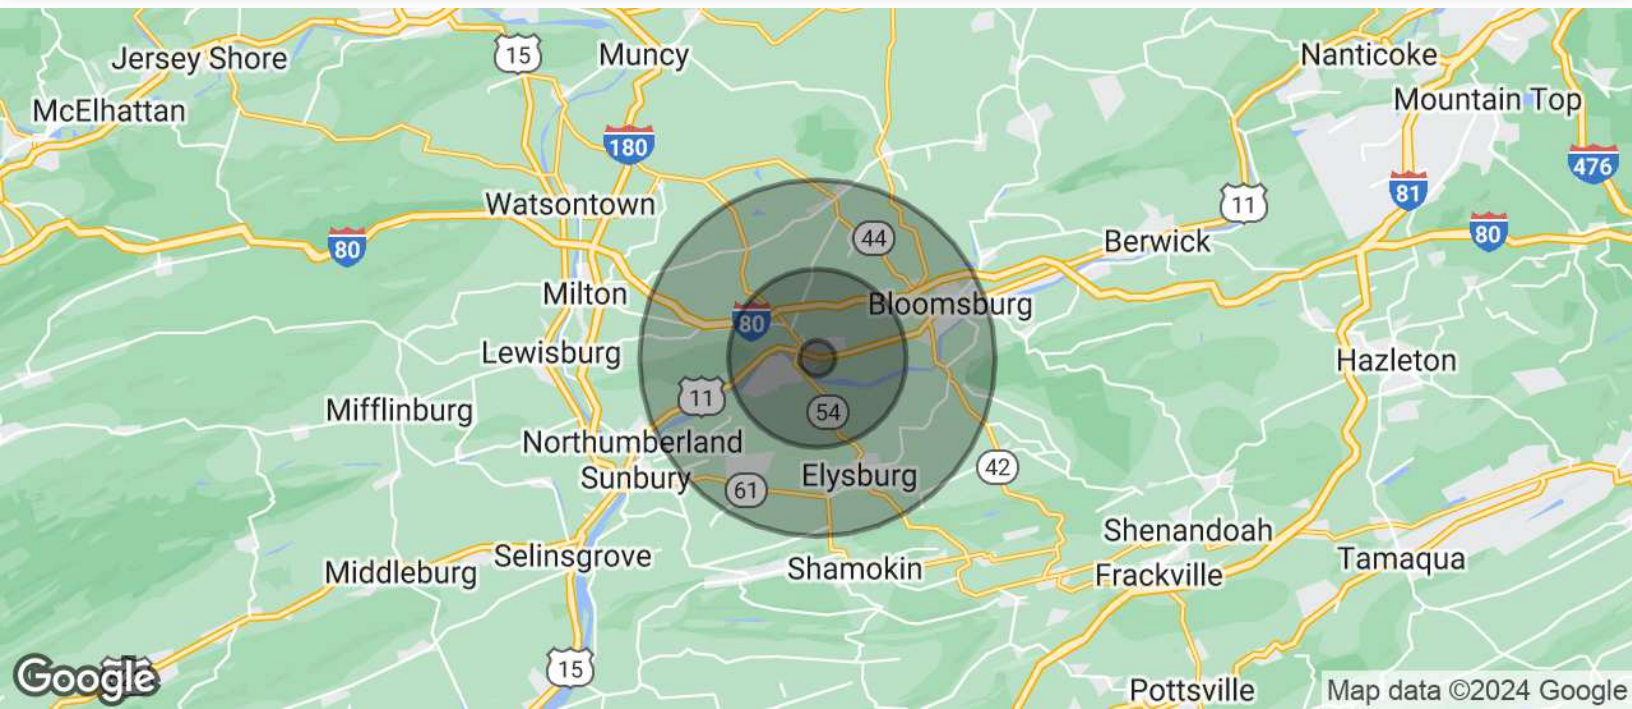 Jersey Shore
15
Muncy
Nanticoke
McElhattan
Mountain Top
180
476
81
Watsontown
11
44
80
80
Berwick
Milton
Bloomsburg
80
Lewisburg
Hazleton
11
Mifflinburg
54
Northumberland
Sunbury
Elysburg
42
61
Shenandoah
Selinsgrove
Middleburg
Shamokin
Frackville
Tamaqua
15
Google
Pottsville
Map data ©2024 Google